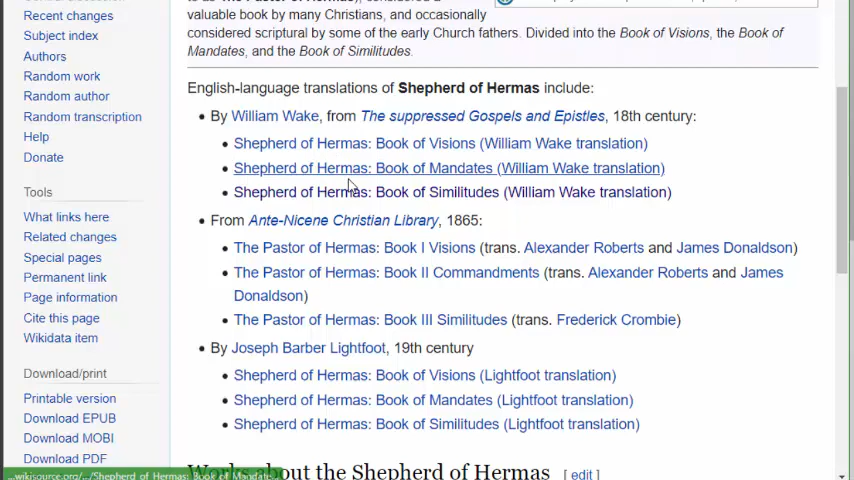 Recent changes
Subject index
Authors
Random work
Random author
Random transcription
Help
Donate
Tools
What links here
Related changes
Special pages
Permanent link
Page information
Cite this page
Wikidata item
Download/print
Printable version
Download EPUB
Download MOBI
Download PDF
valuable book by many Christians, and occasionally
considered scriptural by some of the early Church fathers. Divided into the Book of Visions, the Book of
Mandates, and the Book of Similitudes.
English-language translations of Shepherd of Hermas include:
By William Wake, from The suppressed Gospels and Epistles, 18th century:
Shepherd of Hermas: Book of Visions (William Wake translation)
Shepherd of Hermas: Book of Mandates (William Wake translation)
Shepherd of Hermas: Book of Similitudes (William Wake translation)
From Ante-Nicene Christian Library, 1865:
The Pastor of Hermas: Book I Visions (trans. Alexander Roberts and James Donaldson)
The Pastor of Hermas: Book II Commandments (trans. Alexander Roberts and James
Donaldson)
The Pastor of Hermas: Book III Similitudes (trans. Frederick Crombie)
By Joseph Barber Lightfoot, 19th century
Shepherd of Hermas: Book of Visions (Lightfoot translation)
Shepherd of Hermas: Book of Mandates (Lightfoot translation)
Shepherd of Hermas: Book of Similitudes (Lightfoot translation)
Works about the Shepherd of Hermas [ edit ]